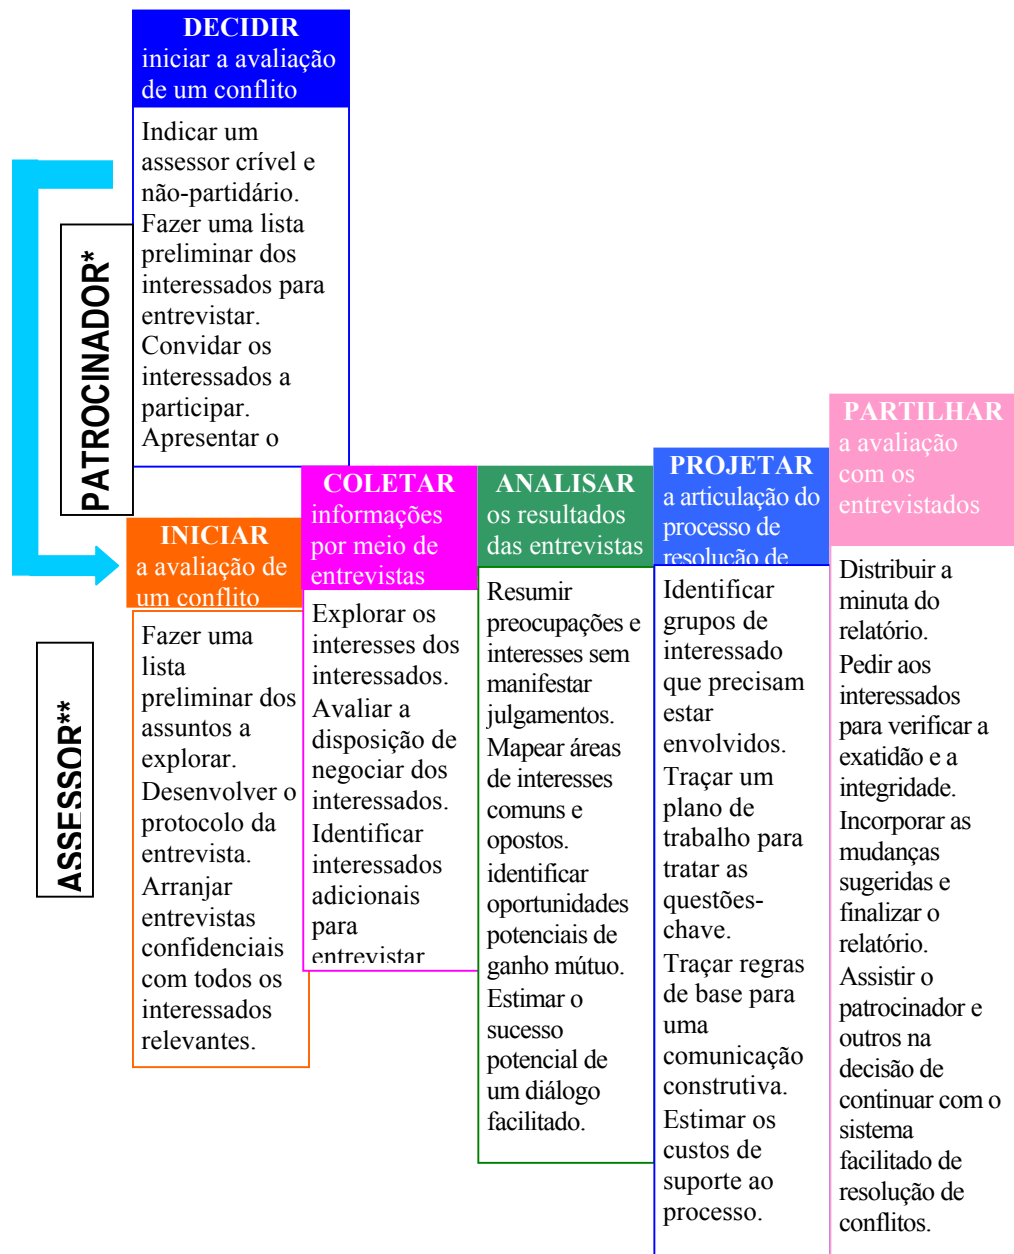 DECIDIR
iniciar a avaliação
de um conflito
Indicar um
assessor crível e
não-partidário.
Fazer uma lista
preliminar dos
interessados para
entrevistar.
Convidar os
interessados a
participar.
Apresentar o
PATROCINADOR*
ASSESSOR**
INICIAR
a avaliação de
um conflito
Fazer uma
lista
preliminar dos
assuntos a
explorar.
Desenvolver o
protocolo da
entrevista.
Arranjar
entrevistas
confidenciais
com todos os
interessados
relevantes.
COLETAR
informações
por meio de
entrevistas
Explorar os
interesses dos
interessados.
Avaliar a
disposição de
negociar dos
interessados.
Identificar
interessados
adicionais
para
entrevistar
ANALISAR
os resultados
das entrevistas
Resumir
preocupações e
interesses sem
manifestar
julgamentos.
Mapear áreas
de interesses
comuns e
opostos.
identificar
oportunidades
potenciais de
ganho mútuo.
Estimar o
sucesso
potencial de
um diálogo
facilitado.
PROJETAR
a articulação do
processo de
resolução de
Identificar
grupos de
interessado
que precisam
estar
envolvidos.
Traçar um
plano de
trabalho para
tratar as
questões-
chave.
Traçar regras
de base para
uma
comunicação
construtiva.
Estimar os
custos de
suporte ao
processo.
PARTILHAR
a avaliação
com os
entrevistados
Distribuir a
minuta do
relatório.
Pedir aos
interessados
para verificar a
exatidão e a
integridade.
Incorporar as
mudanças
sugeridas e
finalizar o
relatório.
Assistir o
patrocinador e
outros na
decisão de
continuar com o
sistema
facilitado de
resolução de
conflitos.